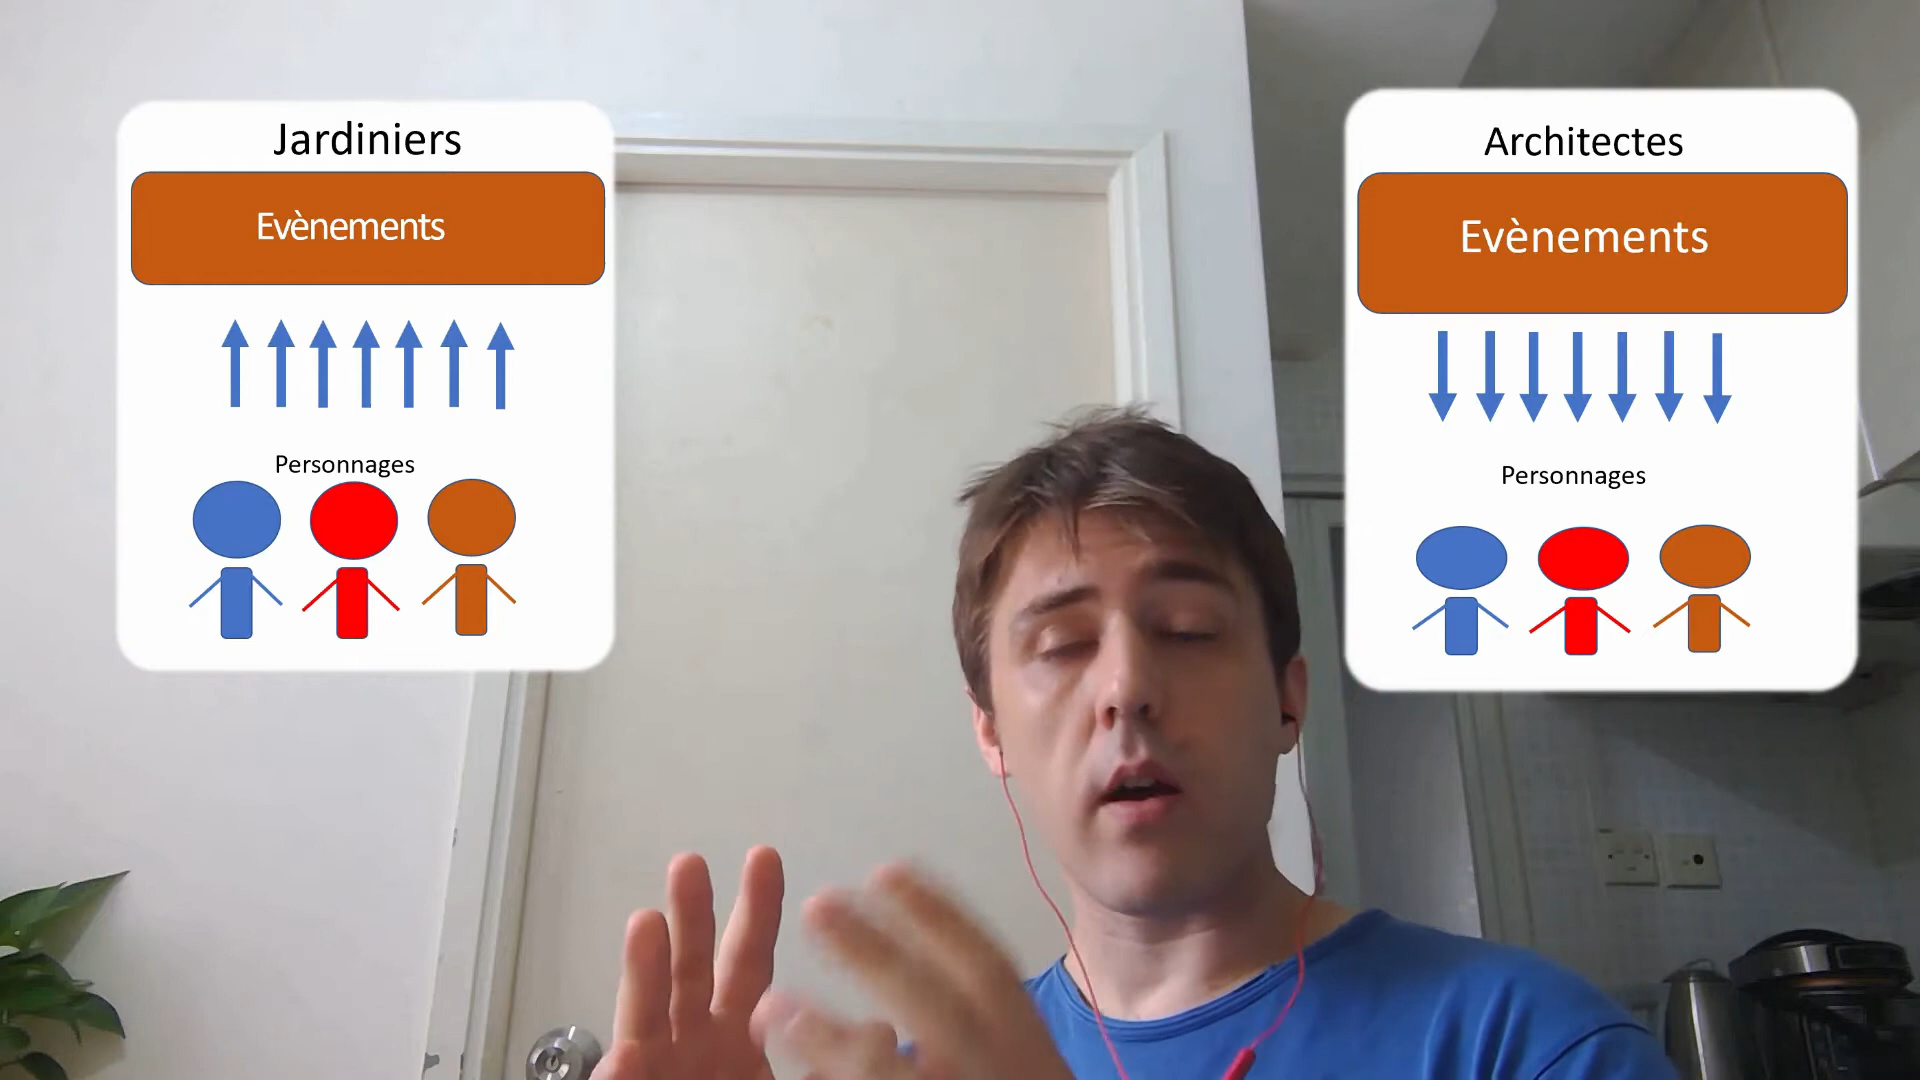 Jardiniers
Evènements
Personnages
Architectes
Evènements
Personnages